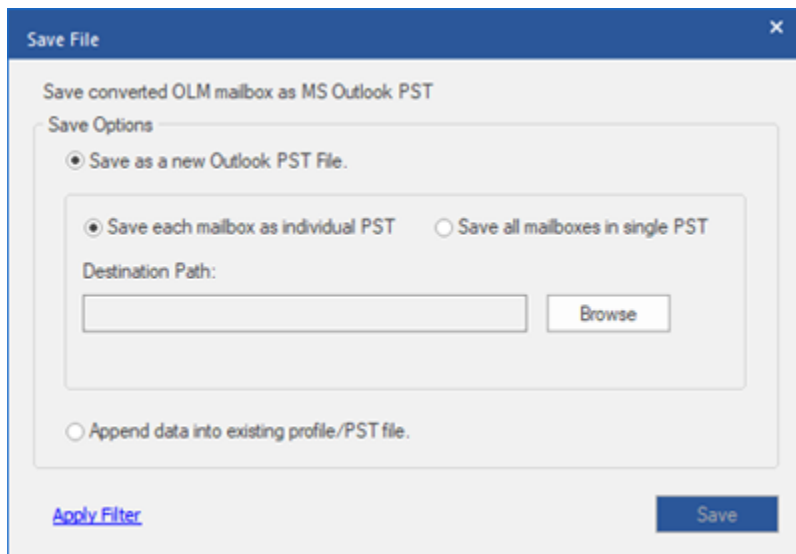 Save File
Save converted OLM mailbox as MS Outlook PST
Save Options
Save as a new Outlook PST File.
Save each mailbox as individual PST Save all mailboxes in single PST
Destination Path:
Browse
Append data into existing profile/PST file.
Apply Filter Save